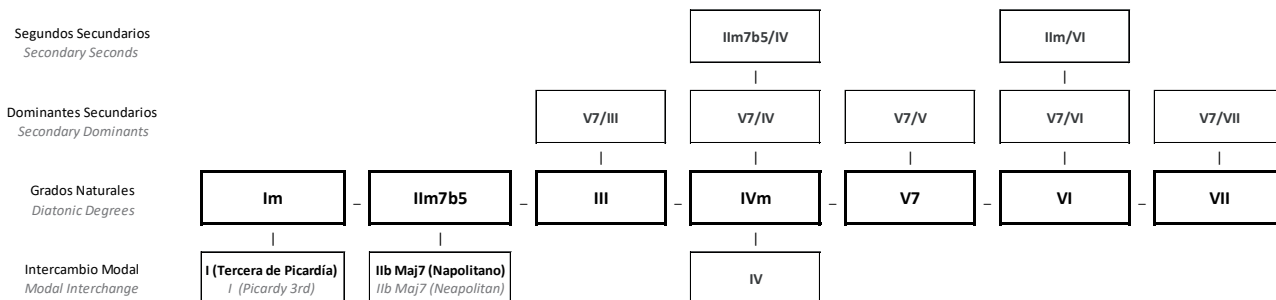 Segundos Secundarios
Secondary Seconds
IIm7b5/IV
IIm/VI
Dominantes Secundarios
Secondary Dominants
V7/III
V7/IV
V7/V
V7/VI
V7/VII
Grados Naturales
Diatonic Degrees
Im
IIm7b5
III
IVm
V7
VI
VII
Intercambio Modal
Modal Interchange
I (Tercera de Picardía)
I (Picardy 3rd)
IIb Maj7 (Napolitano)
IIb Maj7 (Neapolitan)
IV